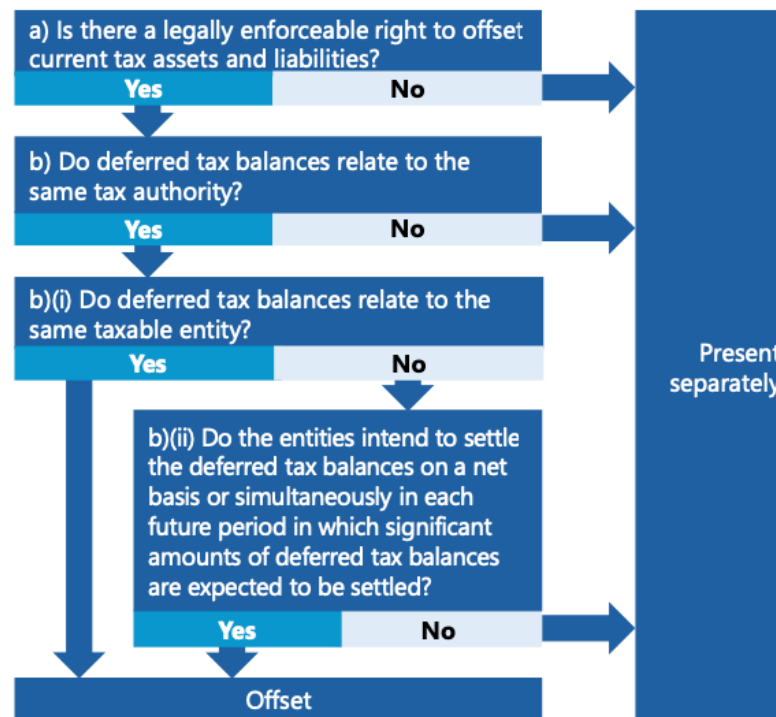 a) Is there a legally enforceable right to offset
current tax assets and liabilities?
Yes
No
b) Do deferred tax balances relate to the
same tax authority?
Yes
No
b)(i) Do deferred tax balances relate to the
same taxable entity?
Yes
No
b)(ii) Do the entities intend to settle
the deferred tax balances on a net
basis or simultaneously in each
future period in which significant
amounts of deferred tax balances
are expected to be settled?
Yes
No
Offset
Present
separately